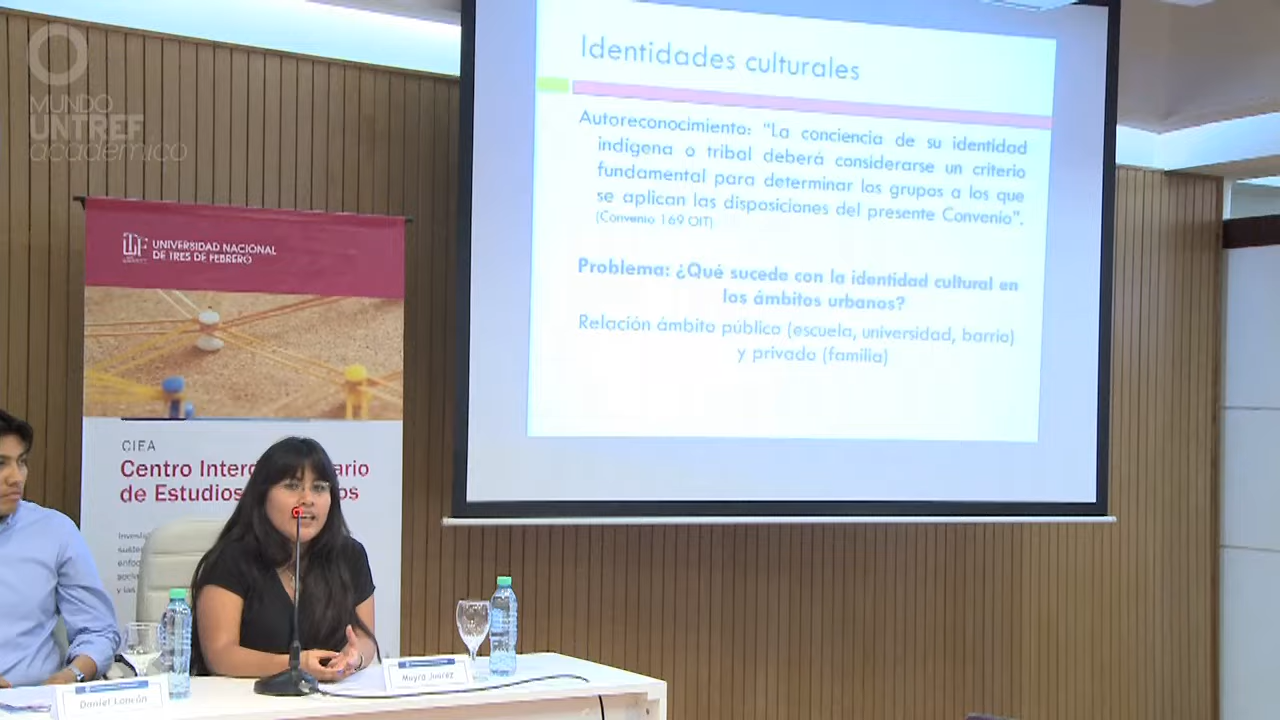 MUNDO
UNTREF
académico
UNIVERSIDAD NACIONAL
DE TRES DE FEBRERO
CIEA
Centro
de Estudios
Identidades culturales
Autoreconocimiento: "La conciencia de su identidad
indígena o tribal deberá considerarse un criterio
fundamental para determinar los grupos a los que
se aplican las disposiciones del presente Convenio".
(Convenio 169 OIT)
Problema: ¿Qué sucede con la identidad cultural en
los ámbitos urbanos?
Relación ámbito público (escuela, universidad, barrio)
y privado (familia)
Daniel
Mayra Juárez